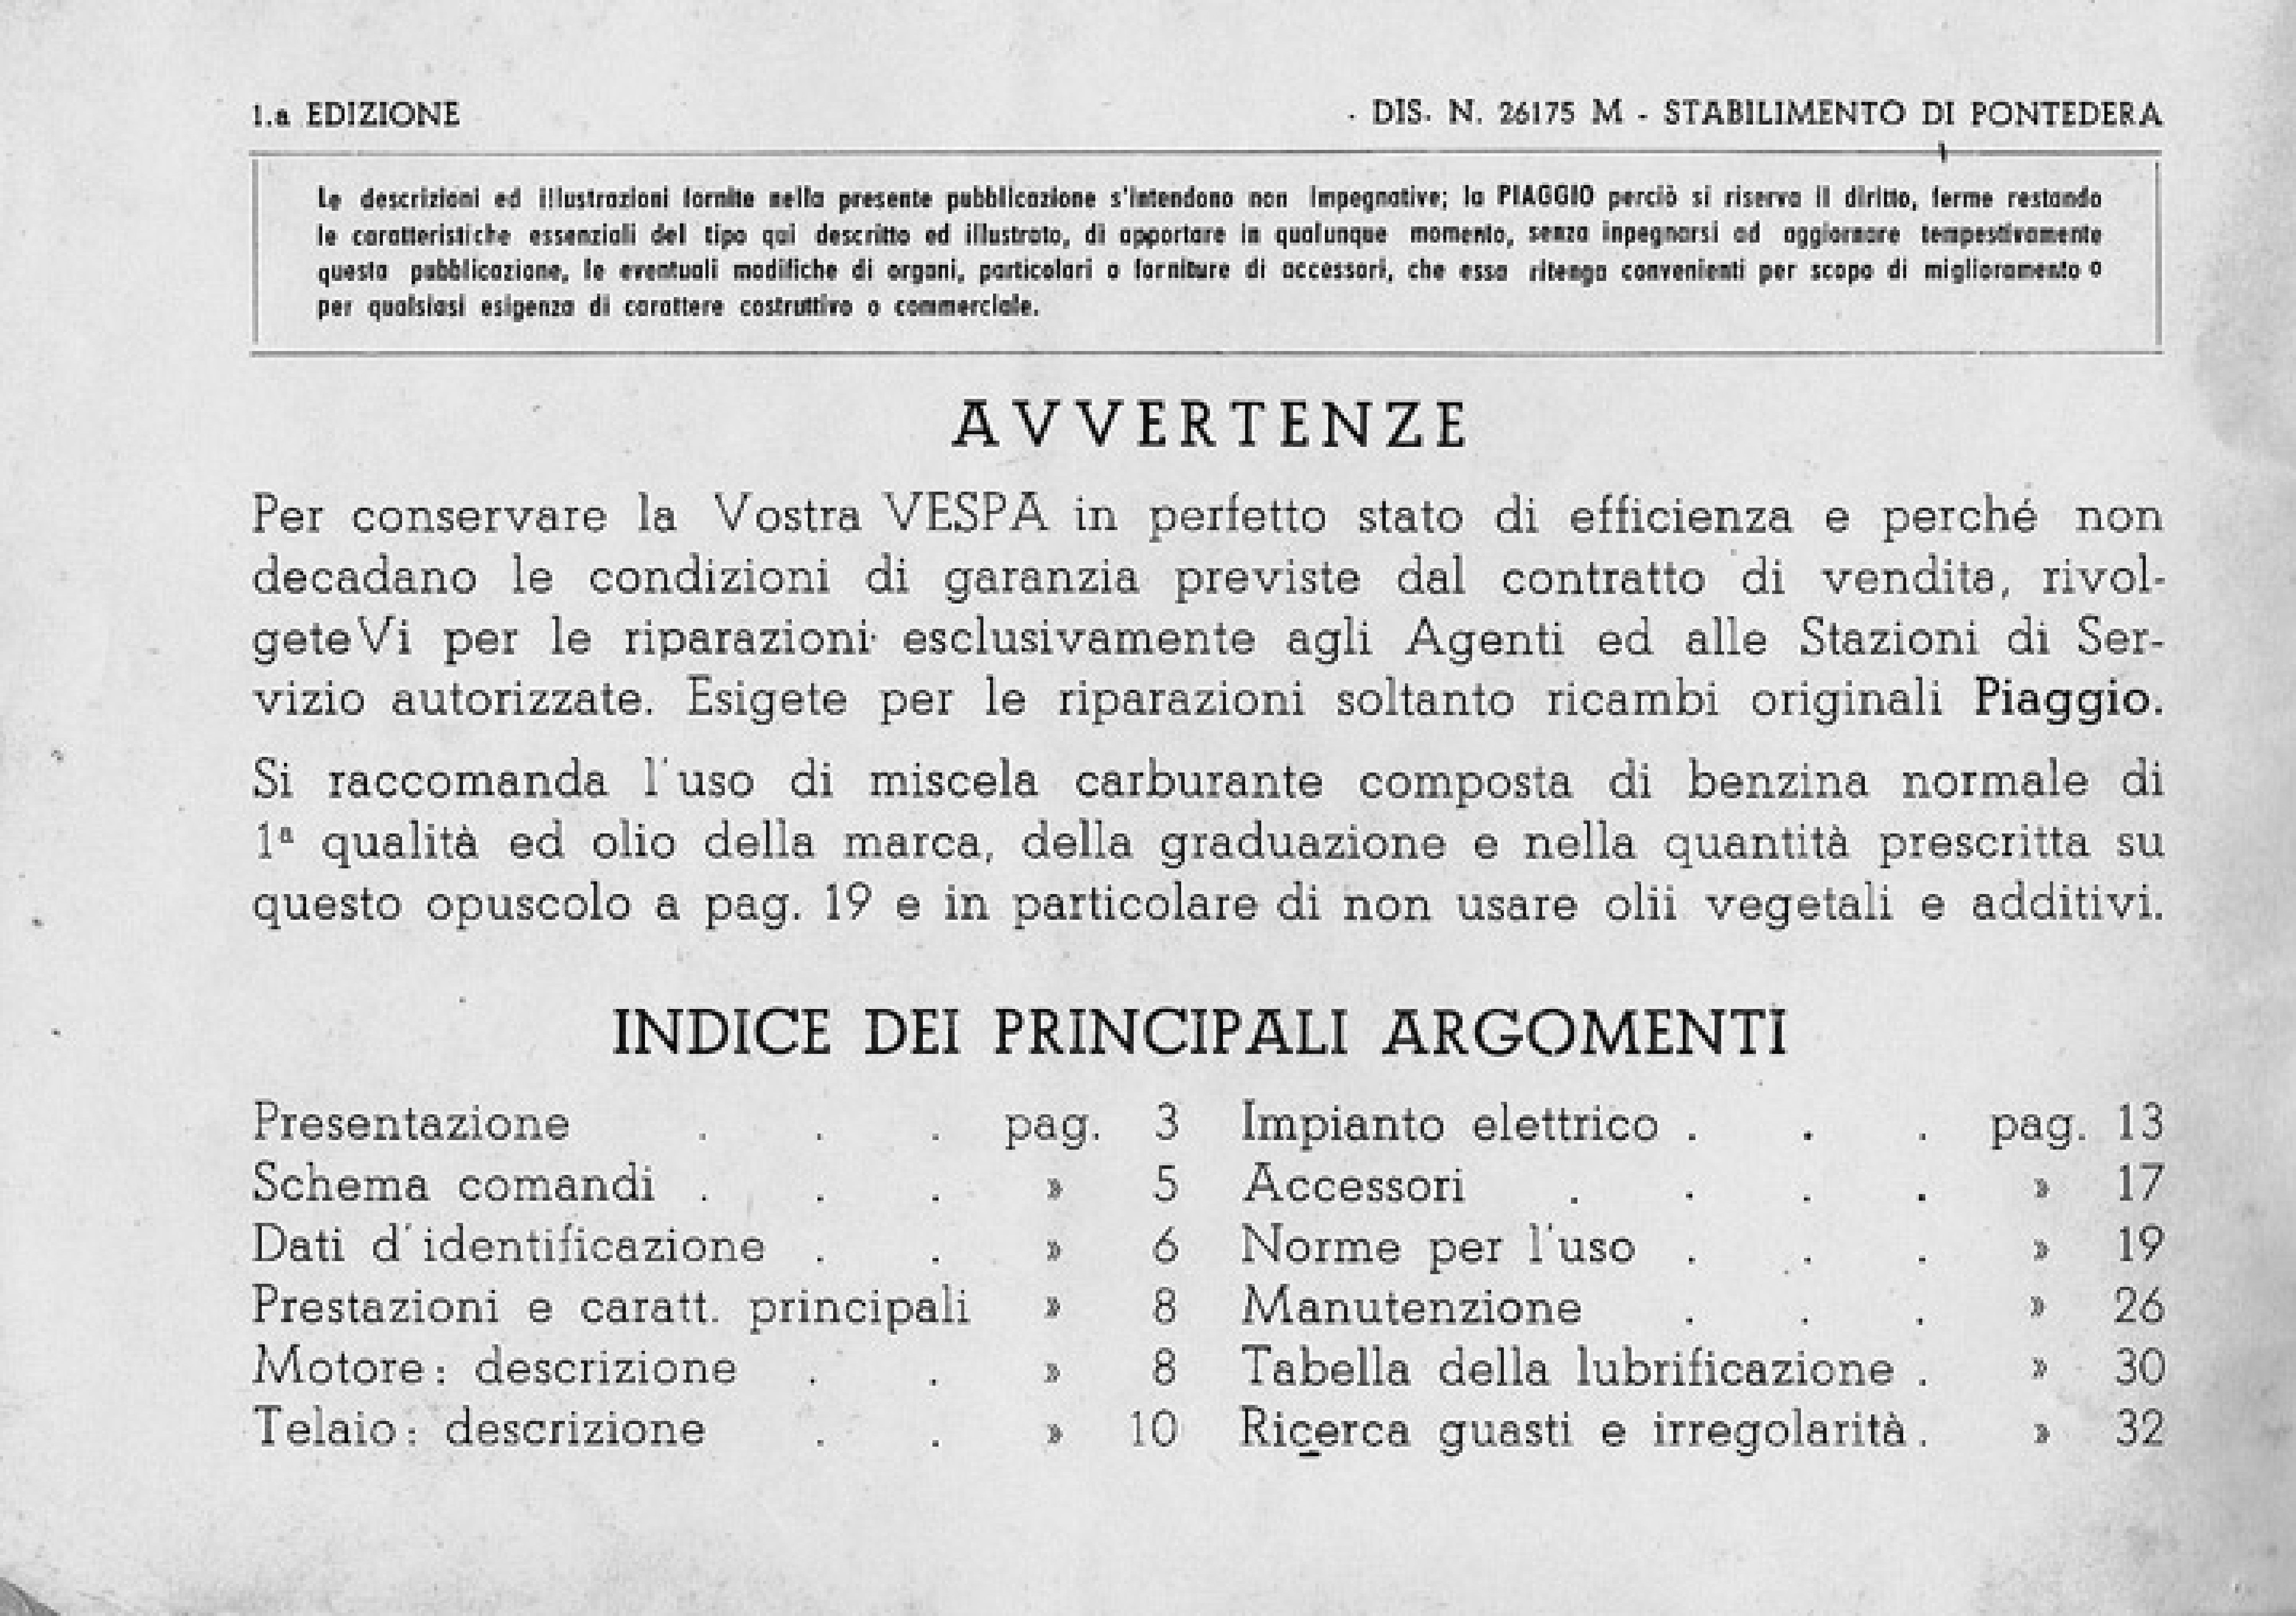 1.a EDIZIONE
DIS. N. 26175 M - STABILIMENTO DI PONTEDERA
Le descrizioni ed illustrazioni fornite nella presente pubblicazione s'intendono non impegnative; la PIAGGIO perciò si riserva il diritto, ferme restando
le caratteristiche essenziali del tipo qui descritto ed illustrato, di apportare in qualunque momento, senza inpegnarsi ad aggiornare tempestivamente
questa pubblicazione, le eventuali modifiche di organi, particolari o forniture di accessori, che essa ritenga convenienti per scopo di miglioramento o
per qualsiasi esigenza di carattere costruttivo o commerciale.
AVVERTENZE
Per conservare la Vostra VESPA in perfetto stato di efficienza e perché non
decadano le condizioni di garanzia previste dal contratto di vendita, rivol-
geteVi per le riparazioni esclusivamente agli Agenti ed alle Stazioni di Ser-
vizio autorizzate. Esigete per le riparazioni soltanto ricambi originali Piaggio.
Si raccomanda l'uso di miscela carburante composta di benzina normale di
1ª qualità ed olio della marca, della graduazione e nella quantità prescritta su
questo opuscolo a pag. 19 e in particolare di non usare olii vegetali e additivi.
INDICE DEI PRINCIPALI ARGOMENTI
Presentazione . . . pag. 3
Schema comandi . . . » 5
Dati d'identificazione . . » 6
Prestazioni e caratt. principali » 8
Motore: descrizione . . » 8
Telaio: descrizione . . » 10
Impianto elettrico . . . pag. 13
Accessori . . . . » 17
Norme per l'uso . . . » 19
Manutenzione . . . » 26
Tabella della lubrificazione . » 30
Ricerca guasti e irregolarità . » 32